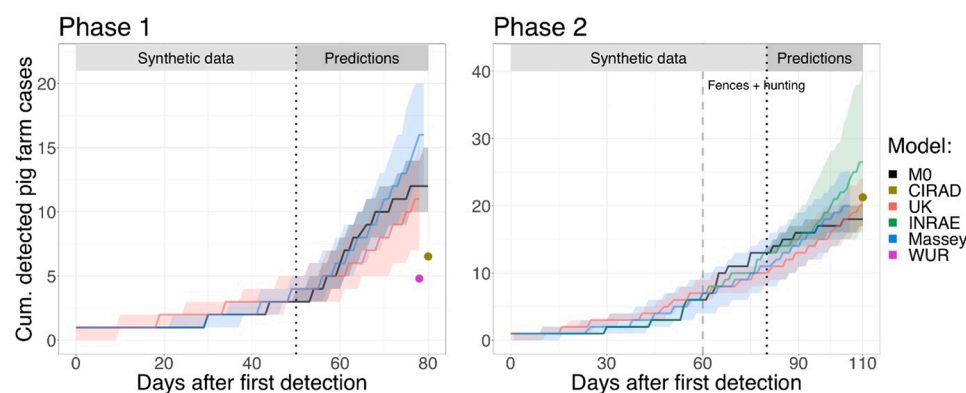 Phase 1
Synthetic data
Predictions
Cum. detected pig farm cases
20
15
10
5
0
0 20 40 60 80
Days after first detection
Phase 2
Synthetic data
Predictions
Fences + hunting
40
30
20
10
0
0 30 60 90 110
Days after first detection
Model:
M0
CIRAD
UK
INRAE
Massey
WUR